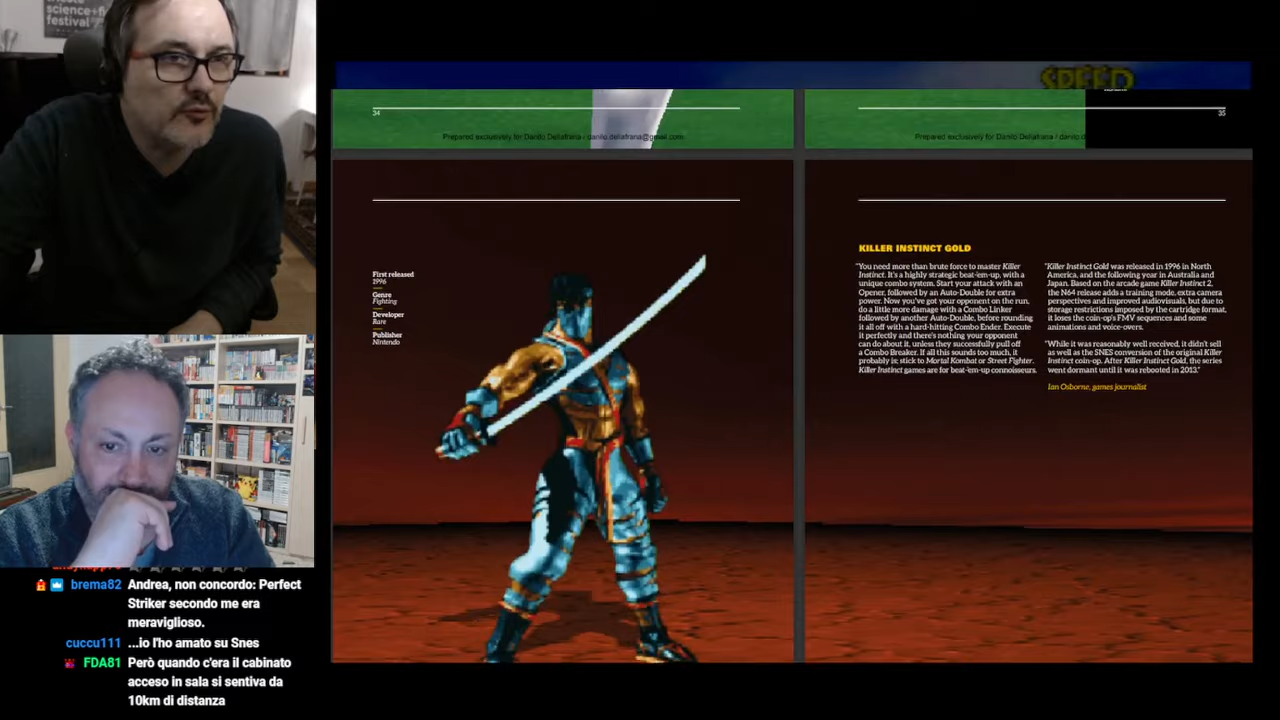 science+fi
festival
SPEED
34
35
Prepared exclusively for Danilo Dellafrana - danilo.dellafrana@gmail.com
Prepared exclusively for Danilo Dellafrana / danilo.d
First released
1996
Genre
Fighting
Developer
Rare
Publisher
Nintendo
KILLER INSTINCT GOLD
"You need more than brute force to master Killer
Instinct. It's a highly strategic beat-'em-up, with a
unique combo system. Start your attack with an
Opener, followed by an Auto-Double for extra
power. Now you've got your opponent on the run,
do a little more damage with a Combo Linker
followed by another Auto-Double, before rounding
it all off with a hard-hitting Combo Ender. Execute
it perfectly and there's nothing your opponent
can do about it, unless they successfully pull off
a Combo Breaker. If all this sounds too much, it
probably is; stick to Mortal Kombat or Street Fighter.
Killer Instinct games are for beat-'em-up connoisseurs.
"Killer Instinct Gold was released in 1996 in North
America, and the following year in Australia and
Japan. Based on the arcade game Killer Instinct 2,
the N64 release adds a training mode, extra camera
perspectives and improved audiovisuals, but due to
storage restrictions imposed by the cartridge format,
it loses the coin-op's FMV sequences and some
animations and voice-overs.
"While it was reasonably well received, it didn't sell
as well as the SNES conversion of the original Killer
Instinct coin-op. After Killer Instinct Gold, the series
went dormant until it was rebooted in 2013."
Ian Osborne, games journalist
brema82 Andrea, non concordo: Perfect
Striker secondo me era
meraviglioso.
cuccu111 ...io l'ho amato su Snes
FDA81 Però quando c'era il cabinato
acceso in sala si sentiva da
10km di distanza